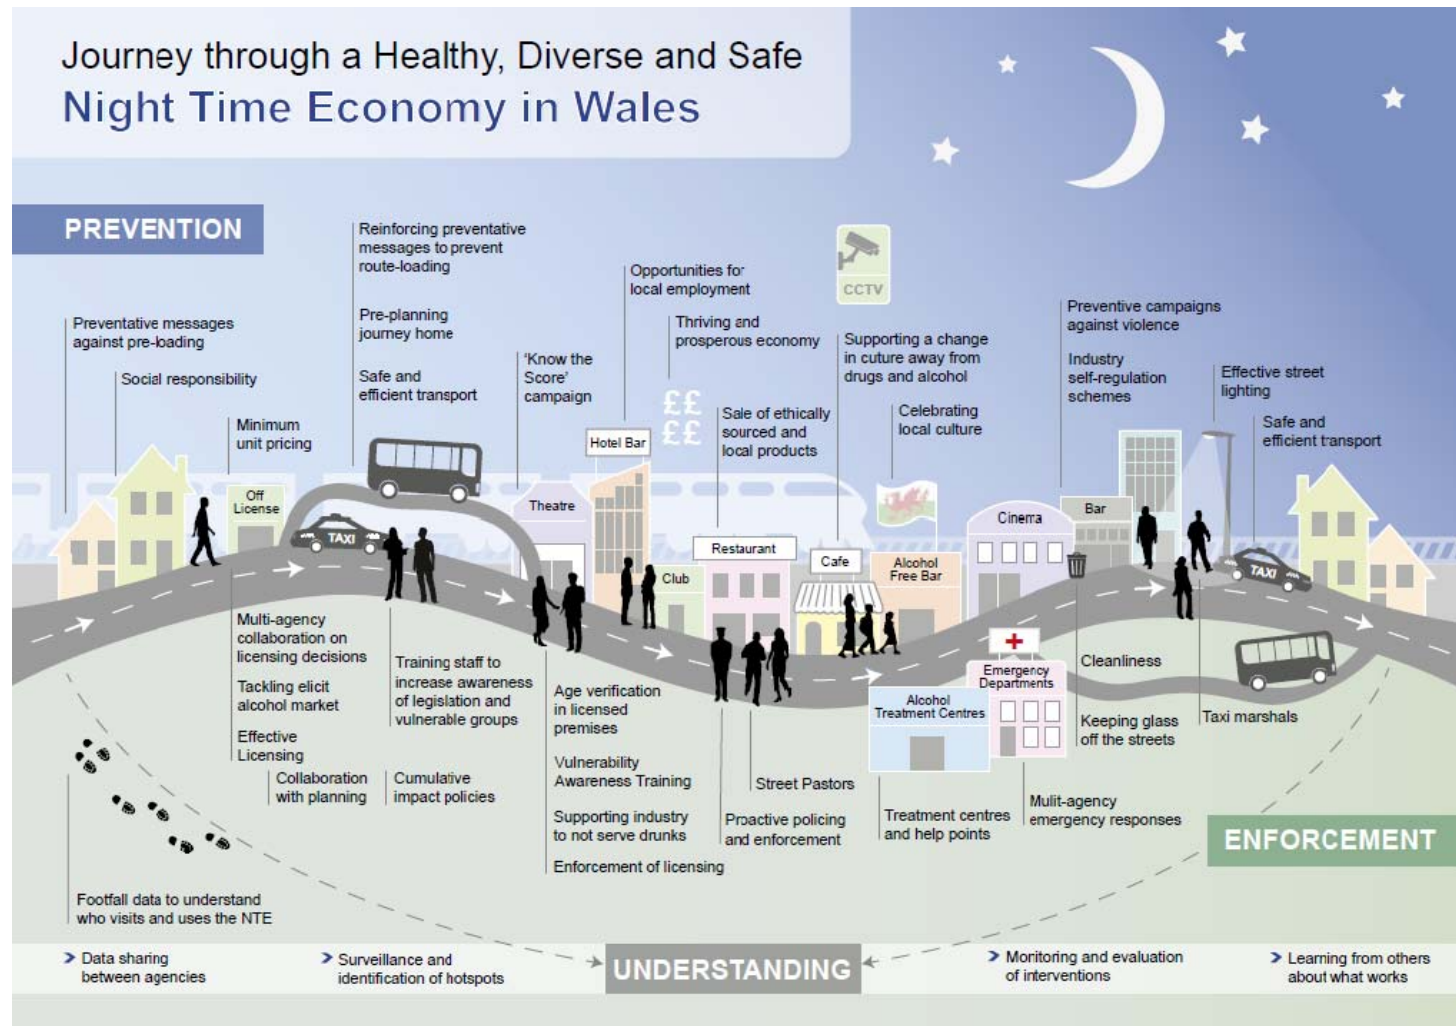 Journey through a Healthy, Diverse and Safe
Night Time Economy in Wales
PREVENTION
Preventative messages
against pre-loading
Social responsibility
Minimum
unit pricing
Reinforcing preventative
messages to prevent
route-loading
Pre-planning
journey home
Safe and
efficient transport
'Know the
Score'
campaign
Opportunities for
local employment
Thriving and
prosperous economy
££
££
Sale of ethically
sourced and
local products
CCTV
Supporting a change
in cuture away from
drugs and alcohol
Celebrating
local culture
Preventive campaigns
against violence
Industry
self-regulation
schemes
Effective street
lighting
Safe and
efficient transport
Off
License
TAXI
Theatre
Hotel Bar
Club
Restaurant
Cafe
Alcohol
Free Bar
Cinema
Bar
TAXI
Multi-agency
collaboration on
licensing decisions
Tackling elicit
alcohol market
Effective
Licensing
Collaboration
with planning
Training staff to
increase awareness
of legislation and
vulnerable groups
Cumulative
impact policies
Age verification
in licensed
premises
Vulnerability
Awareness Training
Supporting industry
to not serve drunks
Enforcement of licensing
Street Pastors
Proactive policing
and enforcement
Alcohol
Treatment Centres
Emergency
Departments
Treatment centres
and help points
Mulit-agency
emergency responses
Cleanliness
Keeping glass
off the streets
Taxi marshals
ENFORCEMENT
Footfall data to understand
who visits and uses the NTE
Data sharing
between agencies
Surveillance and
identification of hotspots
UNDERSTANDING
Monitoring and evaluation
of interventions
Learning from others
about what works